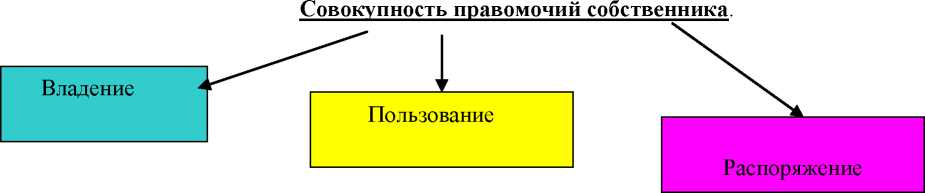 Совокупность правомочий собственника.
Владение
Пользование
Распоряжение